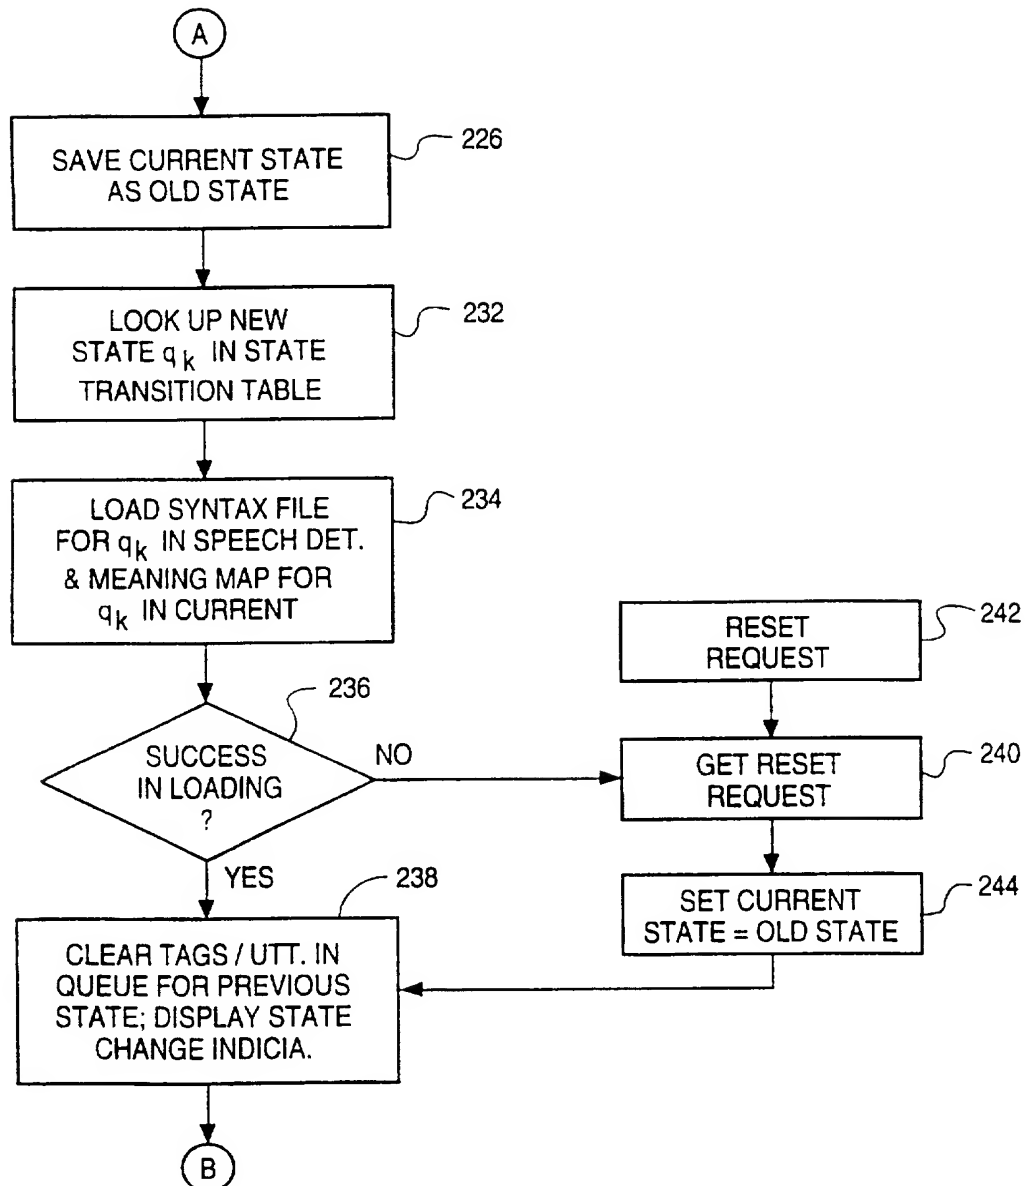 A
SAVE CURRENT STATE
AS OLD STATE
226
LOOK UP NEW
STATE qk IN STATE
TRANSITION TABLE
232
LOAD SYNTAX FILE
FOR qk IN SPEECH DET.
& MEANING MAP FOR
qk IN CURRENT
234
SUCCESS
IN LOADING
?
236
NO
YES
RESET
REQUEST
242
GET RESET
REQUEST
240
SET CURRENT
STATE = OLD STATE
244
CLEAR TAGS / UTT. IN
QUEUE FOR PREVIOUS
STATE; DISPLAY STATE
CHANGE INDICIA.
238
B